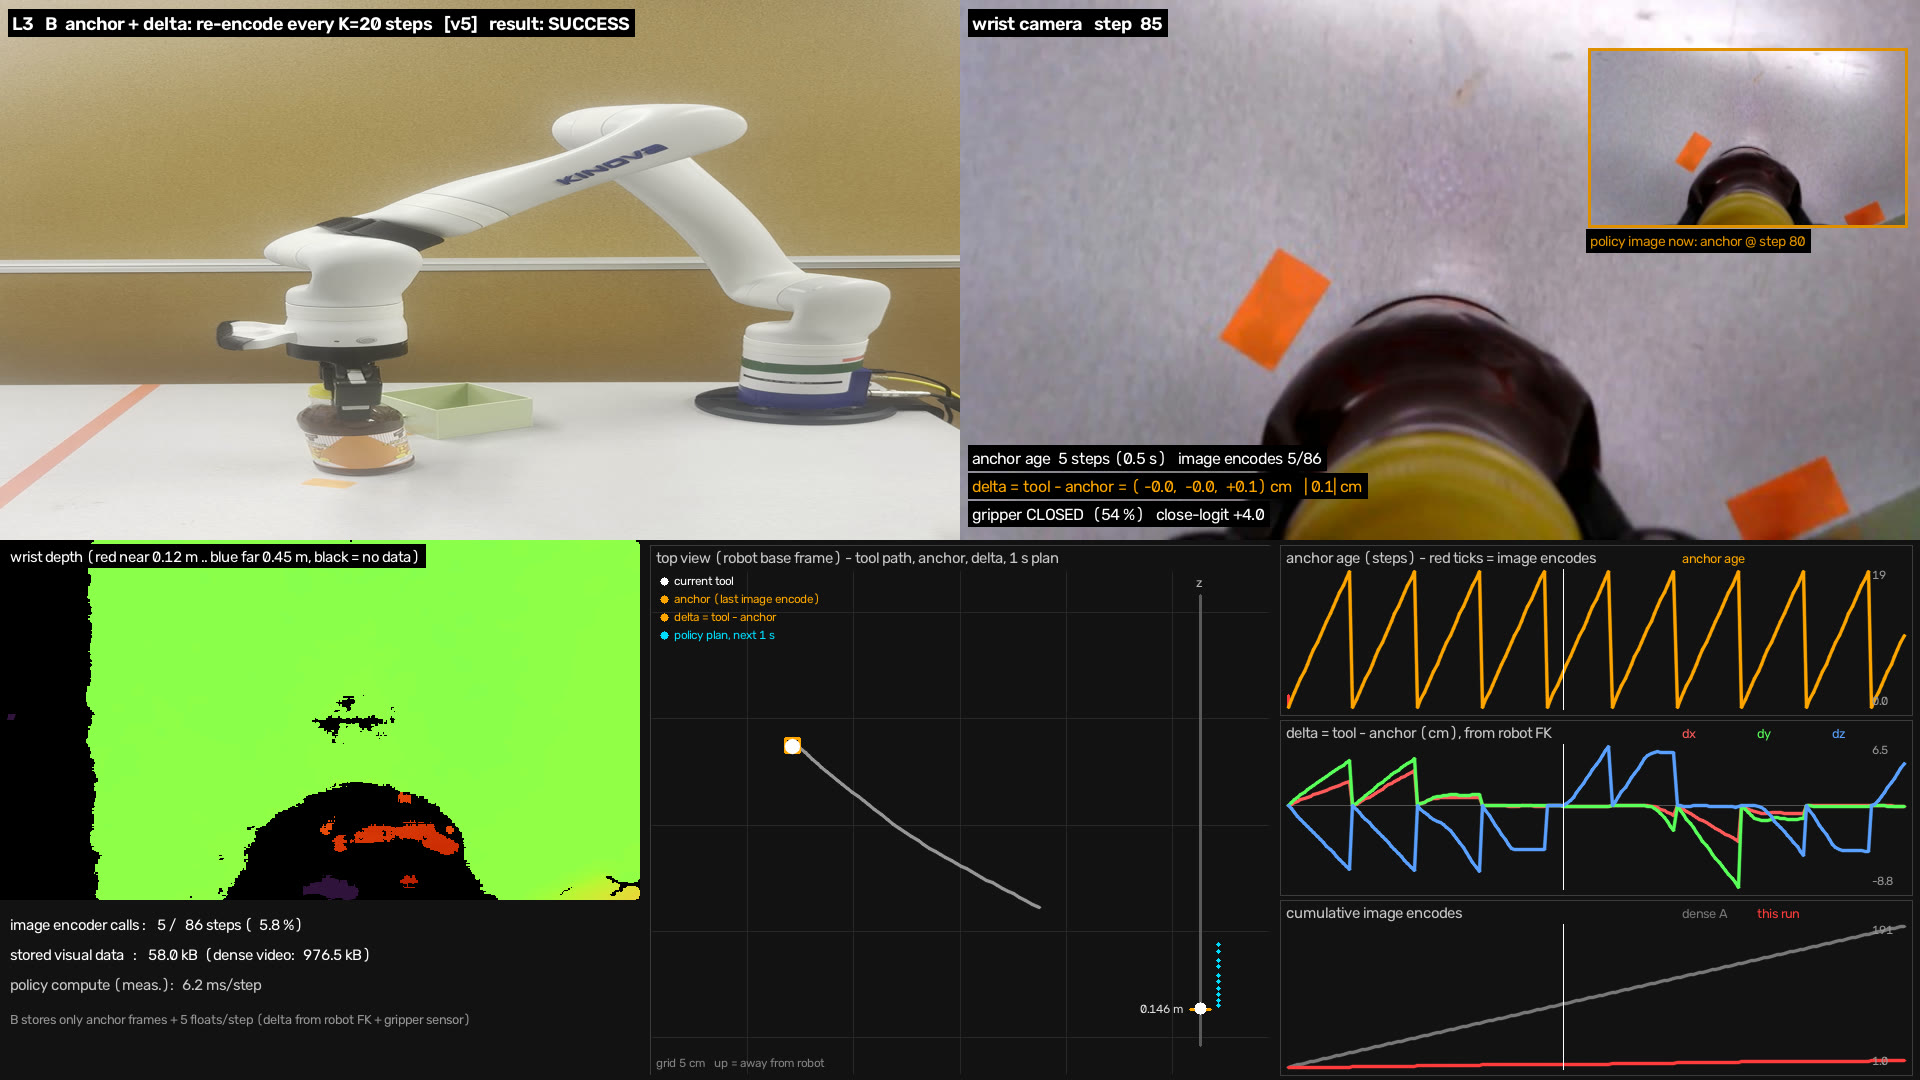 L3 B anchor + delta: re-encode every K=20 steps [v5] result: SUCCESS
KINOVA
wrist camera step 85
policy image now: anchor @ step 80
anchor age 5 steps (0.5 s) image encodes 5/86
delta = tool - anchor = ( -0.0, -0.0, +0.1) cm |0.1| cm
gripper CLOSED (54 %) close-logit +4.0
wrist depth (red near 0.12 m .. blue far 0.45 m, black = no data)
image encoder calls : 5 / 86 steps ( 5.8 %)
stored visual data : 58.0 kB (dense video: 976.5 kB)
policy compute (meas.): 6.2 ms/step
B stores only anchor frames + 5 floats/step (delta from robot FK + gripper sensor)
top view (robot base frame) - tool path, anchor, delta, 1 s plan
current tool
anchor (last image encode)
delta = tool - anchor
policy plan, next 1 s
z
0.146 m
grid 5 cm up = away from robot
anchor age (steps) - red ticks = image encodes
anchor age
19
0.0
delta = tool - anchor (cm), from robot FK
dx
dy
dz
6.5
-8.8
cumulative image encodes
dense A
this run
191
1.0